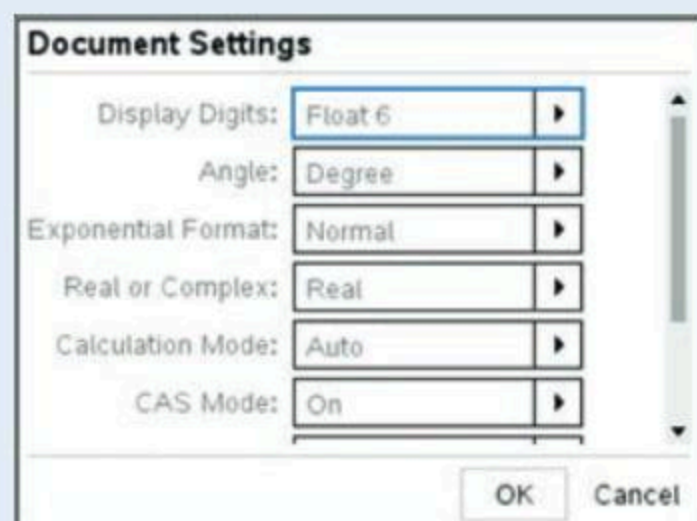 Document Settings
Display Digits: Float 6
Angle: Degree
Exponential Format: Normal
Real or Complex: Real
Calculation Mode: Auto
CAS Mode: On
OK Cancel